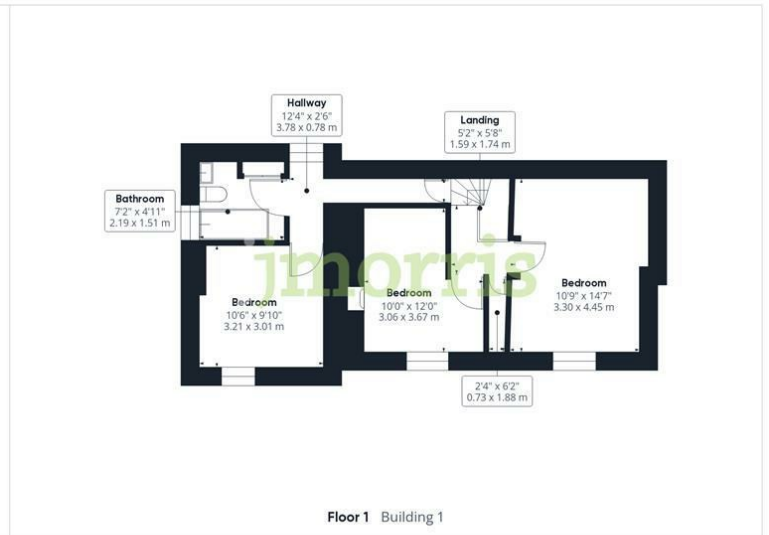 Hallway
12'4" x 2'6"
3.78 x 0.78 m
Landing
5'2" x 5'8"
1.59 x 1.74 m
Bathroom
7'2" x 4'11"
2.19 x 1.51 m
jmorris
Bedroom
10'6" x 9'10"
3.21 x 3.01 m
Bedroom
10'0" x 12'0"
3.06 x 3.67 m
Bedroom
10'9" x 14'7"
3.30 x 4.45 m
2'4" x 6'2"
0.73 x 1.88 m
Floor 1 Building 1